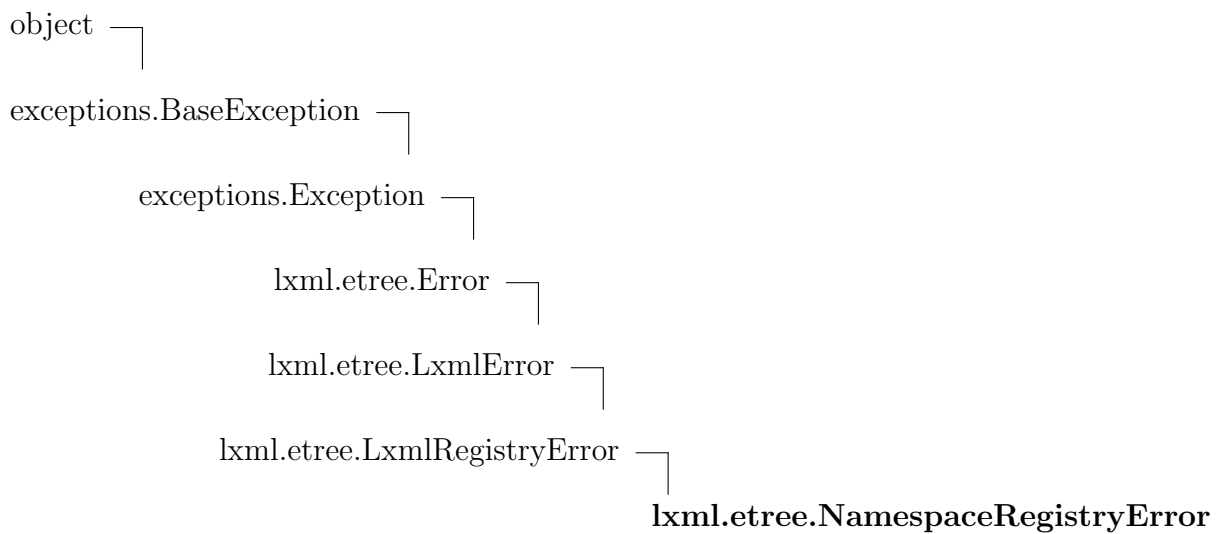 object
exceptions.BaseException
exceptions.Exception
lxml.etree.Error
lxml.etree.LxmlError
lxml.etree.LxmlRegistryError
lxml.etree.NamespaceRegistryError